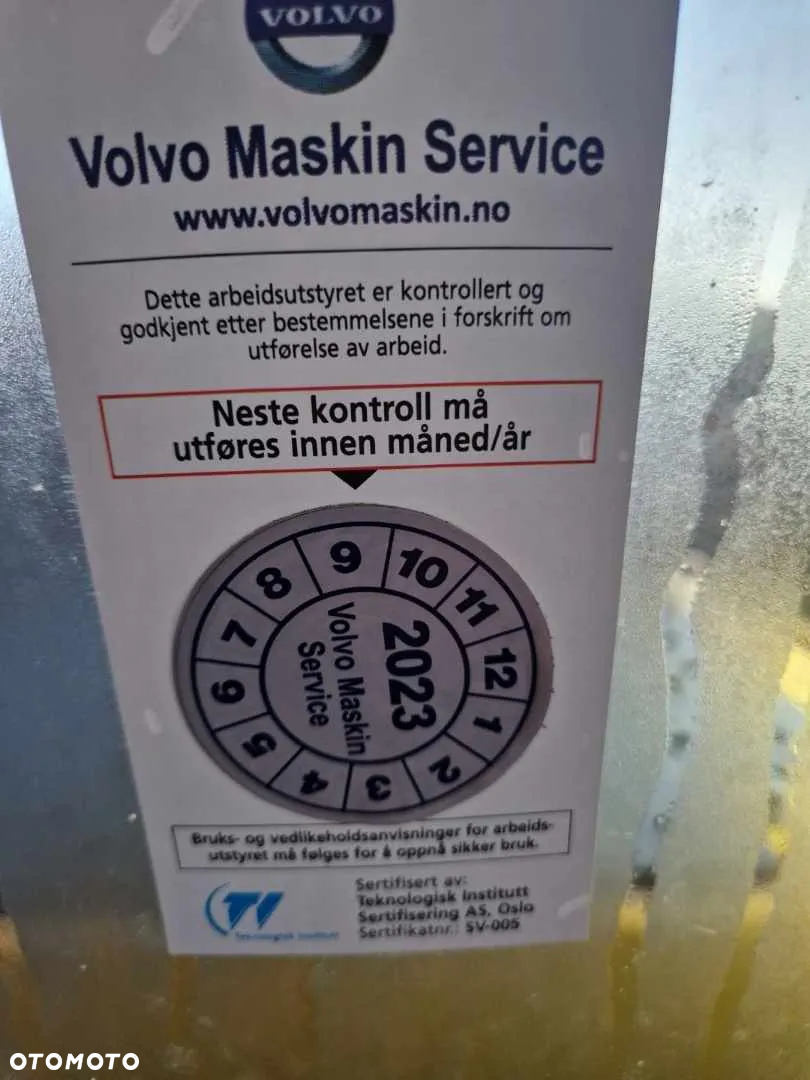 VOLVO
Volvo Maskin Service
www.volvomaskin.no
Dette arbeidsutstyret er kontrollert og
godkjent etter bestemmelsene i forskrift om
utførelse av arbeid.
Neste kontroll må
utføres innen måned/år
9
10
11
12
1
2
3
4
5
6
7
8
2023
Volvo Maskin
Service
Bruks- og vedlikeholdsanvisninger for arbeids-
utstyret må følges for å oppnå sikker bruk.
TI
Teknologisk Institutt
Sertifisert av:
Teknologisk Institutt
Sertifisering AS, Oslo
Sertifikatnr.: SV-005
OTOMOTO